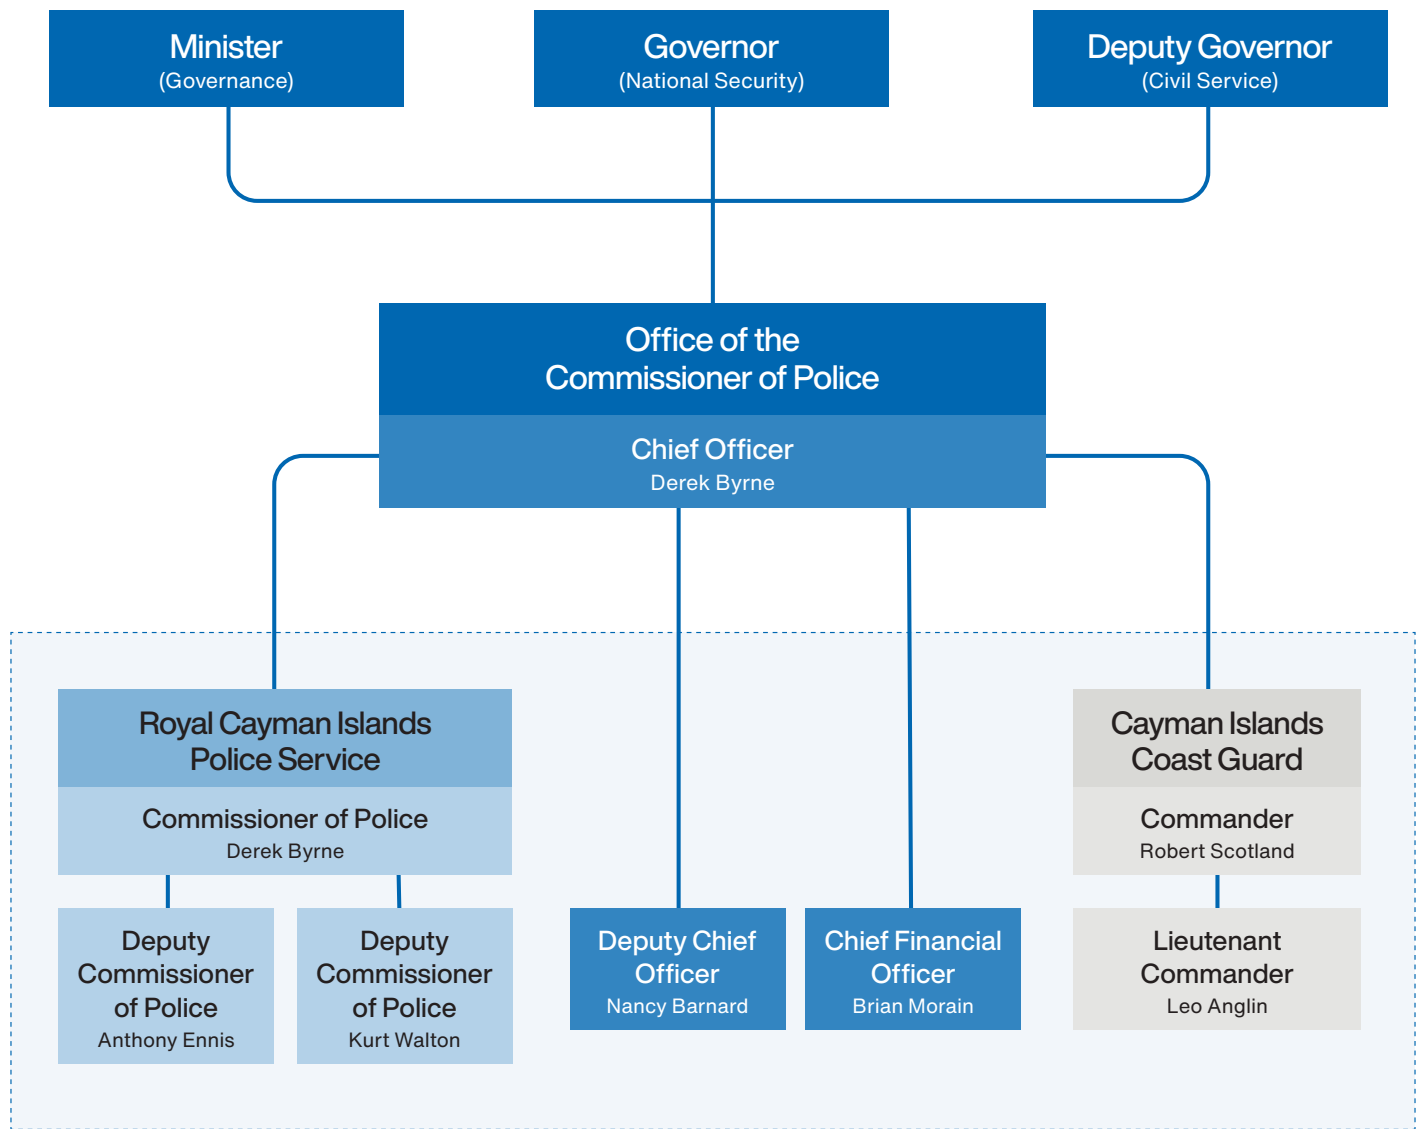 Minister
(Governance)
Governor
(National Security)
Deputy Governor
(Civil Service)
Office of the
Commissioner of Police
Chief Officer
Derek Byrne
Royal Cayman Islands
Police Service
Commissioner of Police
Derek Byrne
Deputy
Commissioner
of Police
Anthony Ennis
Deputy
Commissioner
of Police
Kurt Walton
Deputy Chief
Officer
Nancy Barnard
Chief Financial
Officer
Brian Morain
Cayman Islands
Coast Guard
Commander
Robert Scotland
Lieutenant
Commander
Leo Anglin